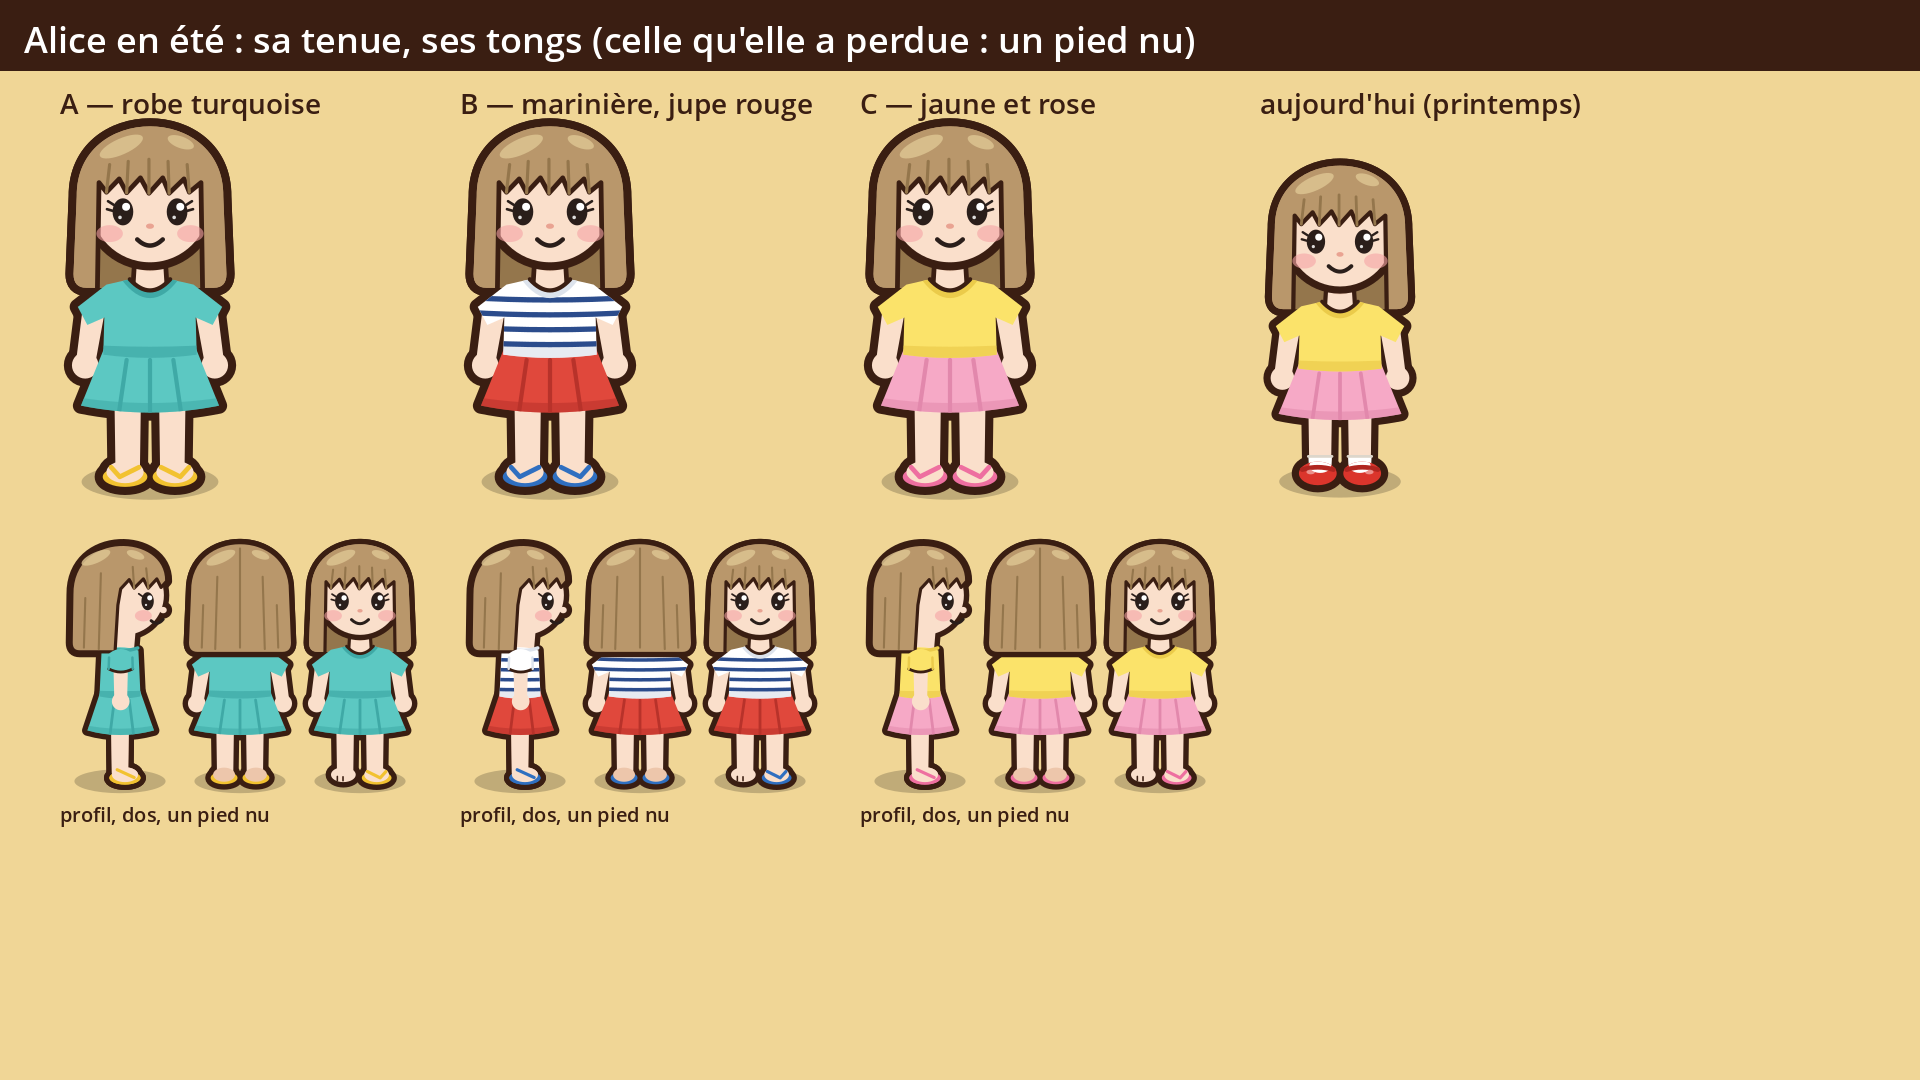 Alice en été : sa tenue, ses tongs (celle qu'elle a perdue : un pied nu)
A — robe turquoise
B — marinière, jupe rouge
C — jaune et rose
aujourd'hui (printemps)
profil, dos, un pied nu
profil, dos, un pied nu
profil, dos, un pied nu